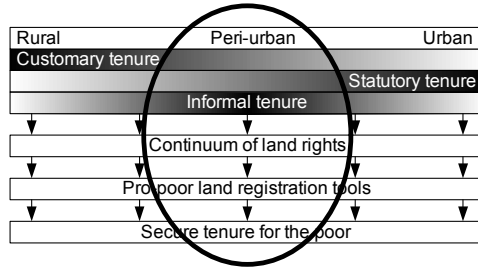 Rural Peri-urban Urban
Customary tenure
Statutory tenure
Informal tenure
Continuum of land rights
Pro-poor land registration tools
Secure tenure for the poor